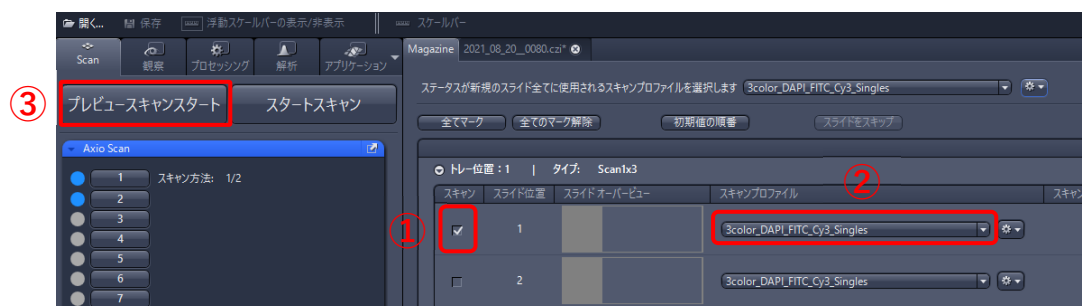 開く... 保存 浮動スケールバーの表示/非表示 スケールバー
Scan 観察 プロセッシング 解析 アプリケーション
Magazine 2021_08_20__0080.czi*
③ プレビュースキャンスタート スタートスキャン
ステータスが新規のスライド全てに使用されるスキャンプロファイルを選択します 3color_DAPI_FITC_Cy3_Singles
全てマーク 全てのマーク解除 初期値の順番 スライドをスキップ
Axio Scan
トレー位置：1 | タイプ: Scan1x3
1 スキャン方法: 1/2
2
3
4
5
6
7
スキャン スライド位置 スライドオーバービュー スキャンプロファイル スキャン
②
① 1 3color_DAPI_FITC_Cy3_Singles
2 3color_DAPI_FITC_Cy3_Singles